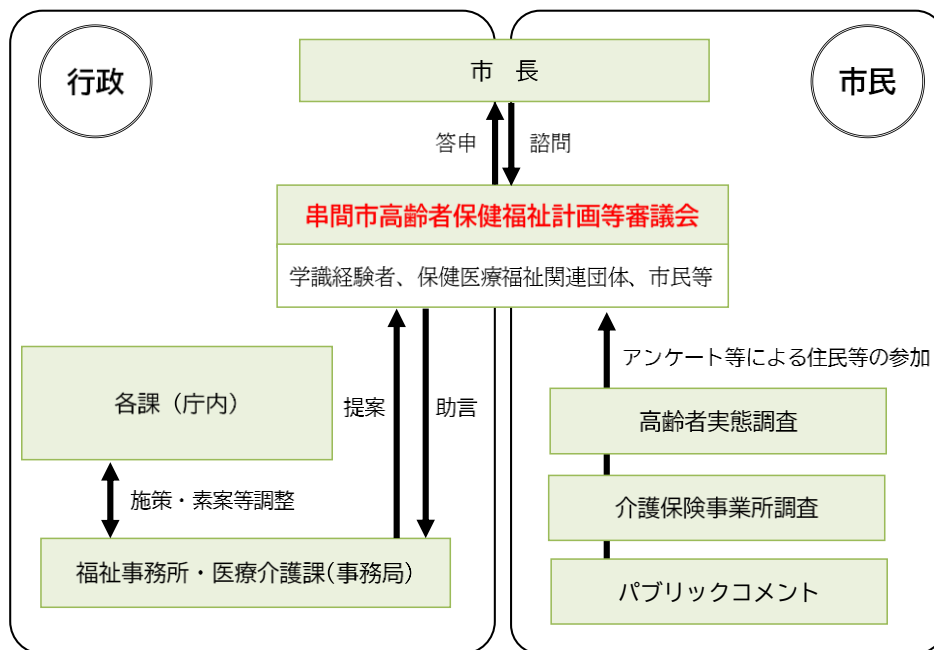 行政
市民
市　長
答申
諮問
串間市高齢者保健福祉計画等審議会
学識経験者、保健医療福祉関連団体、市民等
アンケート等による住民等の参加
各課（庁内）
提案
助言
高齢者実態調査
施策・素案等調整
介護保険事業所調査
福祉事務所・医療介護課(事務局)
パブリックコメント